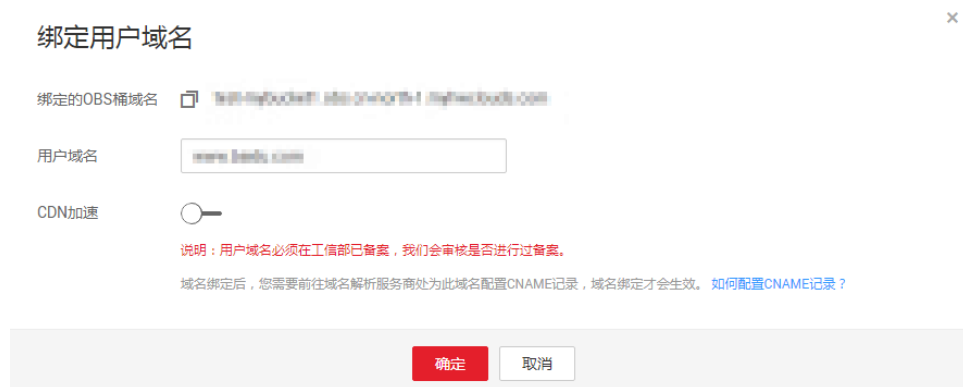 绑定用户域名
绑定的OBS桶域名
用户域名
CDN加速
说明：用户域名必须在工信部已备案，我们会审核是否进行过备案。
域名绑定后，您需要前往域名解析服务商处为此域名配置CNAME记录，域名绑定才会生效。 如何配置CNAME记录？
确定 取消